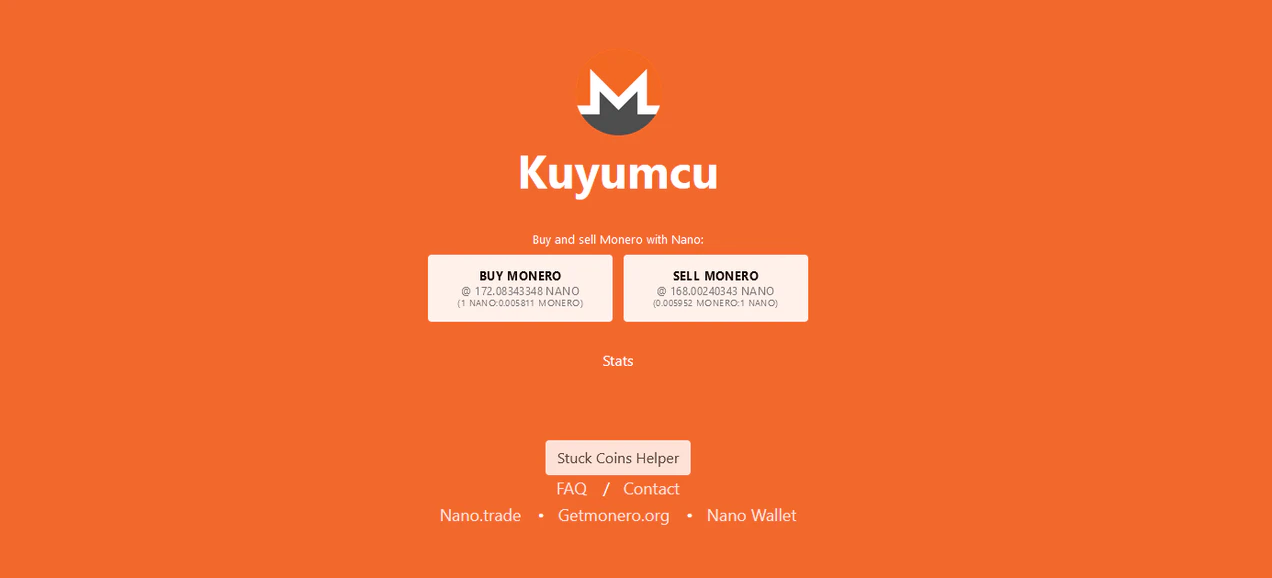 Kuyumcu
Buy and sell Monero with Nano:
BUY MONERO
@ 172.08343348 NANO
(1 NANO:0.005811 MONERO)
SELL MONERO
@ 168.00240343 NANO
(0.005952 MONERO:1 NANO)
Stats
Stuck Coins Helper
FAQ / Contact
Nano.trade • Getmonero.org • Nano Wallet